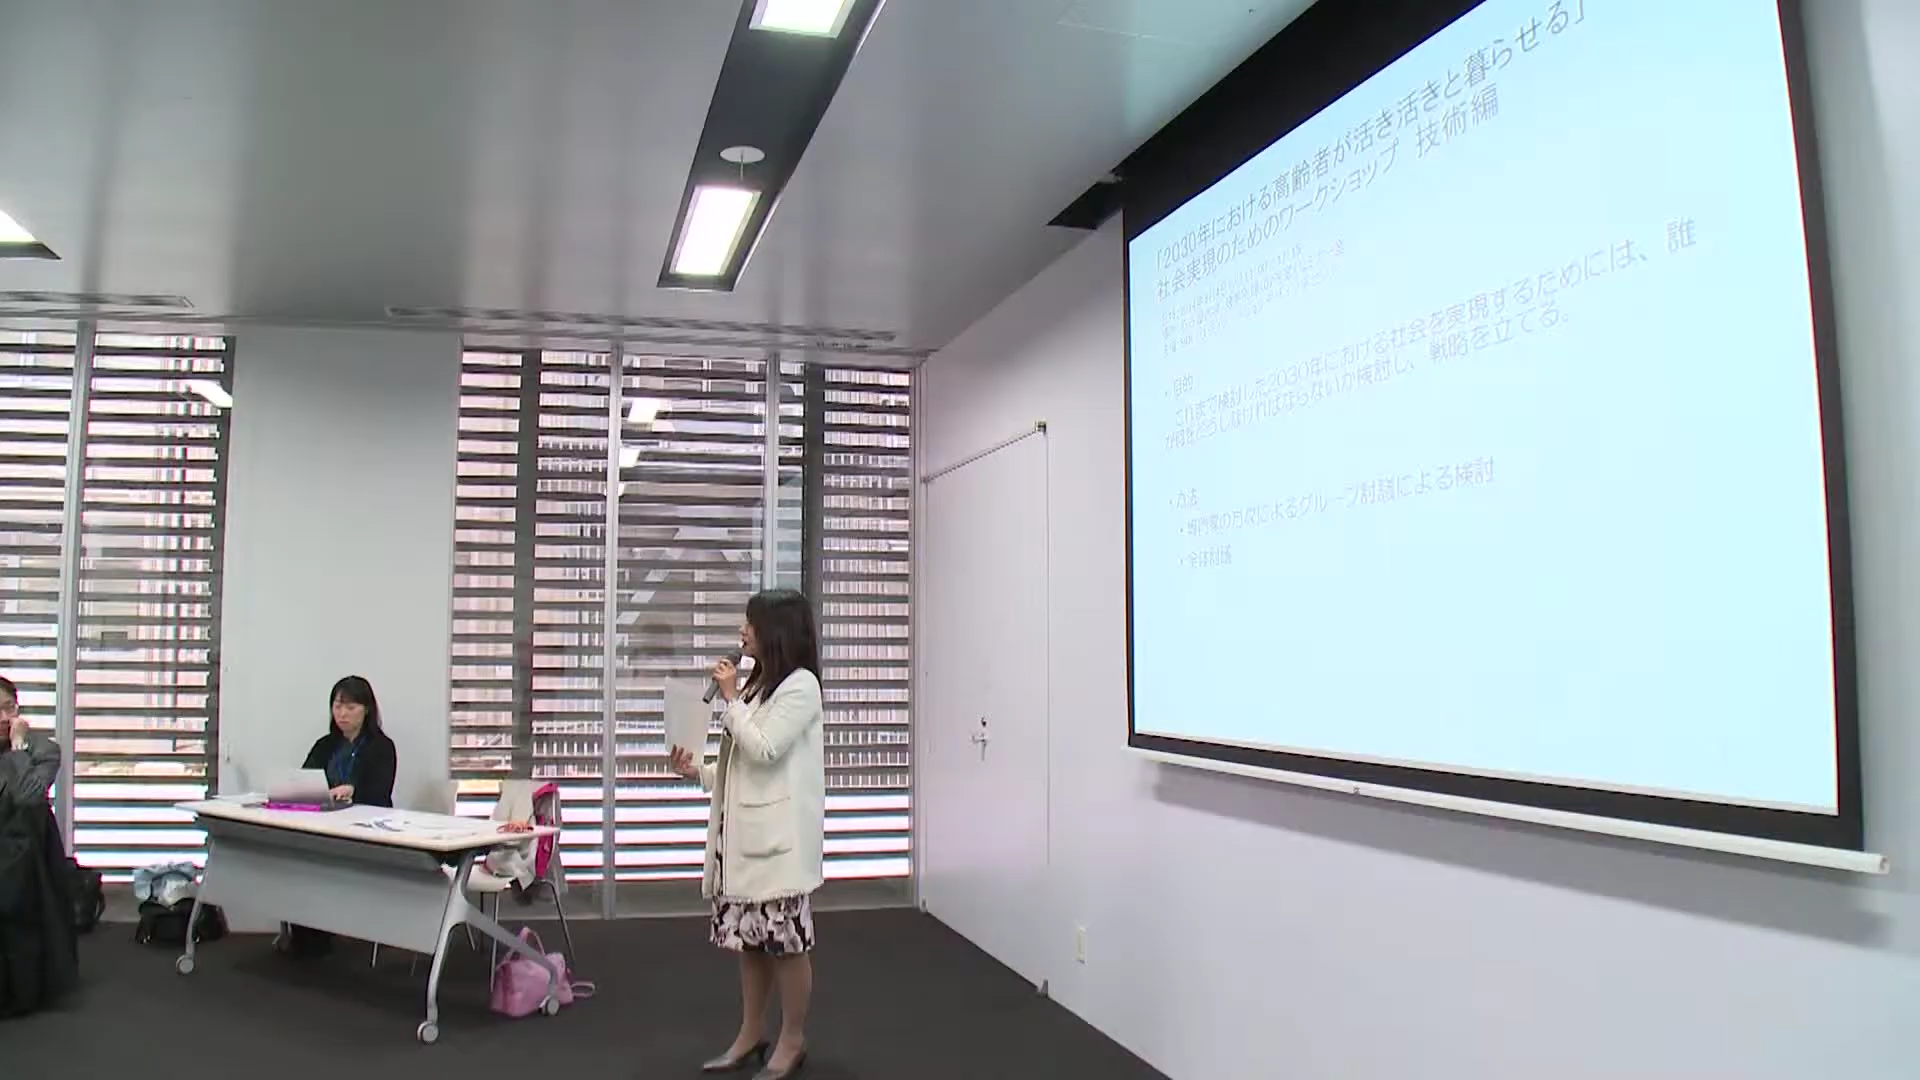 「2030年における高齢者が活き活きと暮らせる」
社会実現のためのワークショップ 技術編
・目的
これまで検討した2030年における社会を実現するためには、誰
が何をどうしなければならないか検討し、戦略を立てる。
・方法
・専門家の方々によるグループ討議による検討
・全体討議